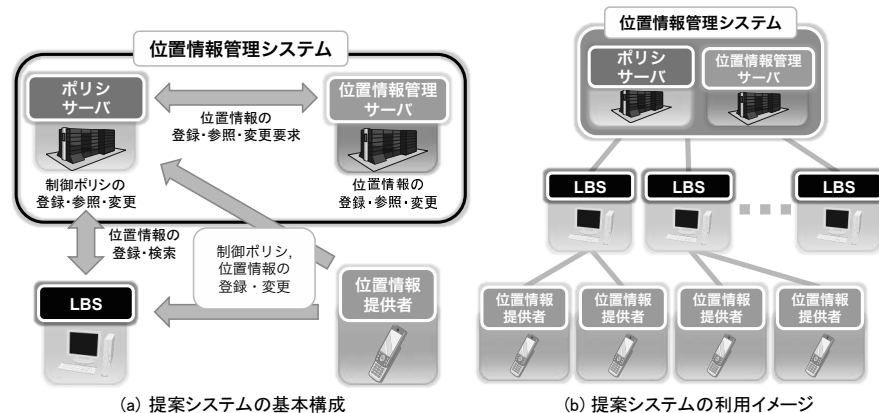 位置情報管理システム
ポリシ
サーバ
位置情報管理
サーバ
位置情報の
登録・参照・変更要求
制御ポリシの
登録・参照・変更
位置情報の
登録・参照・変更
位置情報の
登録・検索
制御ポリシ,
位置情報の
登録・変更
LBS
位置情報
提供者
(a) 提案システムの基本構成
位置情報管理システム
ポリシ
サーバ
位置情報管理
サーバ
LBS
LBS
LBS
位置情報
提供者
位置情報
提供者
位置情報
提供者
位置情報
提供者
(b) 提案システムの利用イメージ